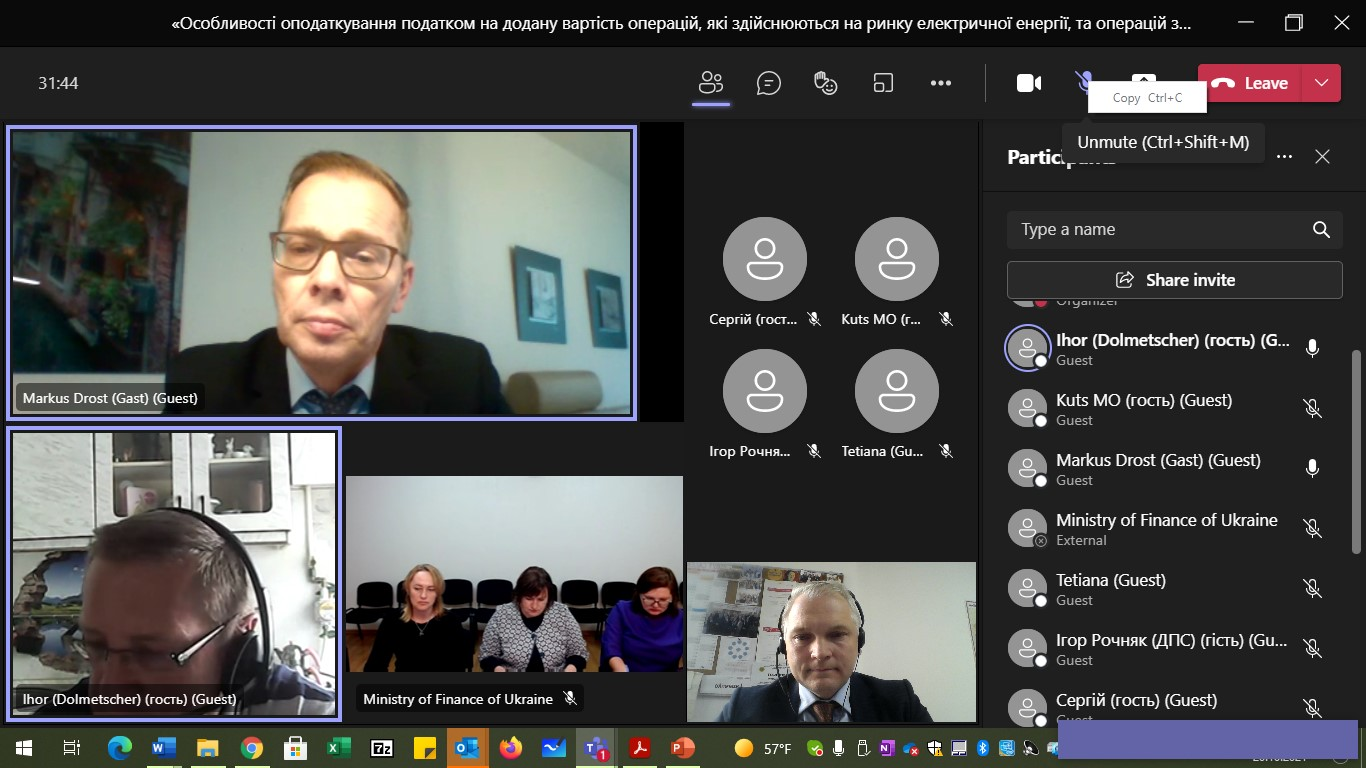 «Особливості оподаткування податком на додану вартість операцій, які здійснюються на ринку електричної енергії, та операцій з...
31:44
Leave
Copy Ctrl+C
Unmute (Ctrl+Shift+M)
Participants
Type a name
Share invite
Organizer
Ihor (Dolmetscher) (гость) (G...
Guest
Kuts MO (гость) (Guest)
Guest
Markus Drost (Gast) (Guest)
Guest
Ministry of Finance of Ukraine
External
Tetiana (Guest)
Guest
Ігор Рочняк (ДПС) (гість) (Gu...
Guest
Сергій (гость) (Guest)
Guest
Markus Drost (Gast) (Guest)
Сергій (гост...
Kuts MO (г...
Ігор Рочня...
Tetiana (Gu...
Ihor (Dolmetscher) (гость) (Guest)
Ministry of Finance of Ukraine
57°F